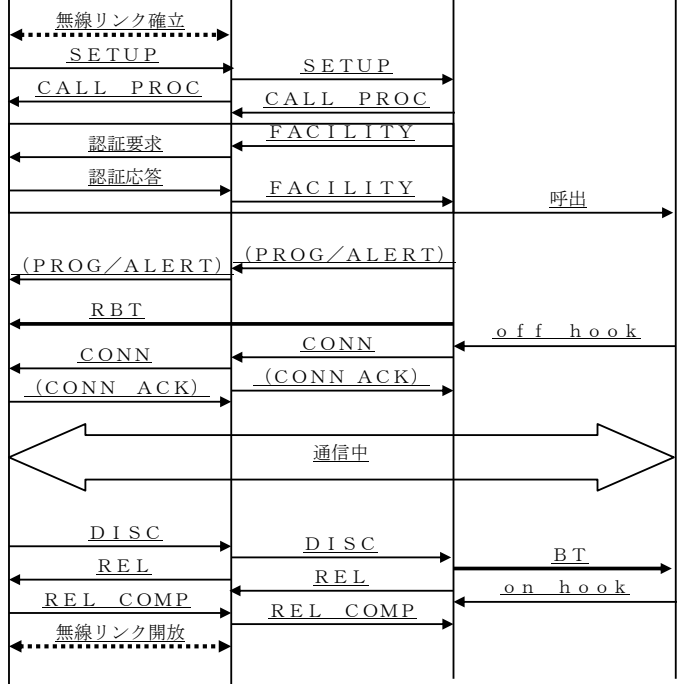 無線リンク確立
ＳＥＴＵＰ
ＳＥＴＵＰ
ＣＡＬＬ　ＰＲＯＣ
ＣＡＬＬ　ＰＲＯＣ
ＦＡＣＩＬＩＴＹ
認証要求
認証応答
ＦＡＣＩＬＩＴＹ
呼出
（ＰＲＯＧ／ＡＬＥＲＴ）
（ＰＲＯＧ／ＡＬＥＲＴ）
ＲＢＴ
ｏｆｆ　ｈｏｏｋ
ＣＯＮＮ
ＣＯＮＮ
（ＣＯＮＮ ＡＣＫ）
（ＣＯＮＮ　ＡＣＫ）
通信中
ＤＩＳＣ
ＤＩＳＣ
ＢＴ
ＲＥＬ
ＲＥＬ
ｏｎ　ｈｏｏｋ
ＲＥＬ　ＣＯＭＰ
ＲＥＬ　ＣＯＭＰ
無線リンク開放